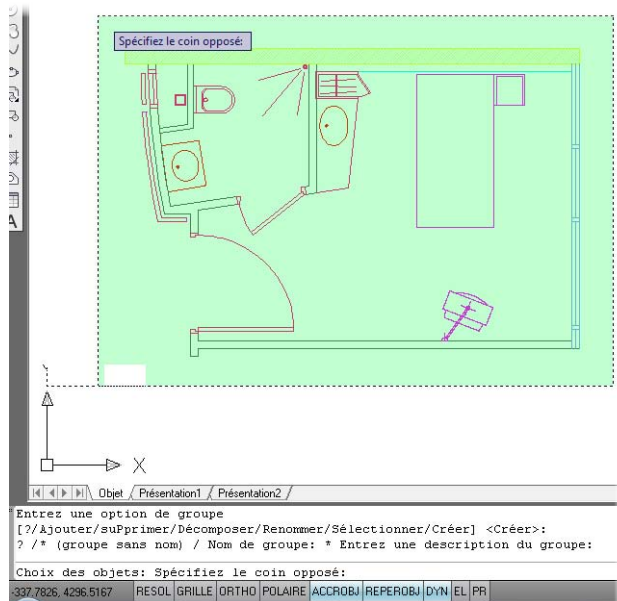 Spécifiez le coin opposé:
A
Y
X
Objet Présentation1 Présentation2
Entrez une option de groupe
[?/Ajouter/suPprimer/Décomposer/Renommer/Sélectionner/Créer] <Créer>:
? /* (groupe sans nom) / Nom de groupe: * Entrez une description du groupe:
Choix des objets: Spécifiez le coin opposé:
-337.7826, 4296.5167 RESOL GRILLE ORTHO POLAIRE ACCROBJ REPEROBJ DYN EL PR